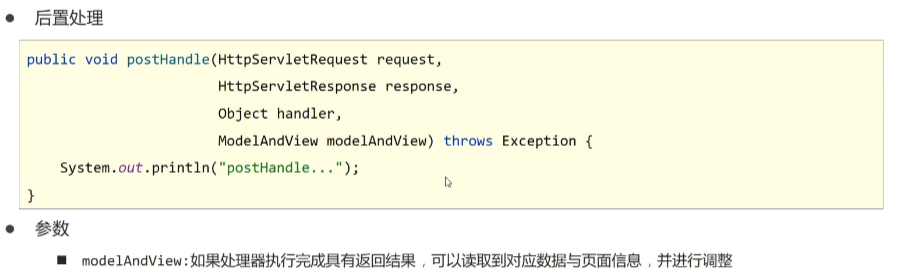 ● 后置处理
public void postHandle(HttpServletRequest request,
HttpServletResponse response,
Object handler,
ModelAndView modelAndView) throws Exception {
System.out.println("postHandle...");
}
● 参数
■ modelAndView:如果处理器执行完成具有返回结果，可以读取到对应数据与页面信息，并进行调整